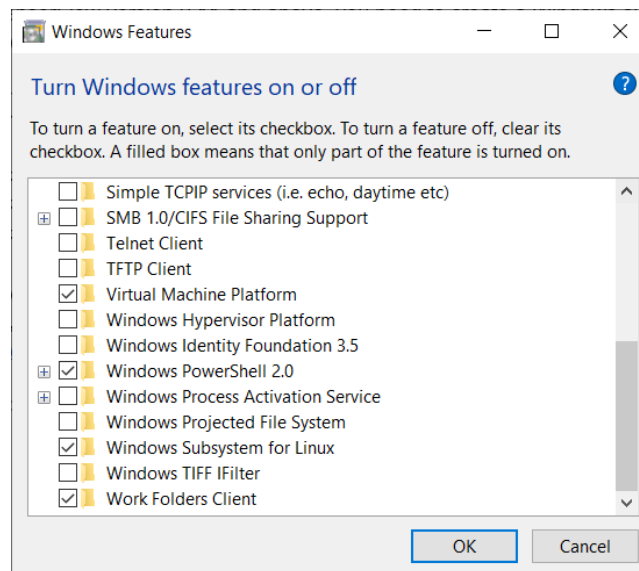 Windows Features
Turn Windows features on or off
?
To turn a feature on, select its checkbox. To turn a feature off, clear its
checkbox. A filled box means that only part of the feature is turned on.
Simple TCPIP services (i.e. echo, daytime etc)
SMB 1.0/CIFS File Sharing Support
Telnet Client
TFTP Client
Virtual Machine Platform
Windows Hypervisor Platform
Windows Identity Foundation 3.5
Windows PowerShell 2.0
Windows Process Activation Service
Windows Projected File System
Windows Subsystem for Linux
Windows TIFF IFilter
Work Folders Client
OK
Cancel